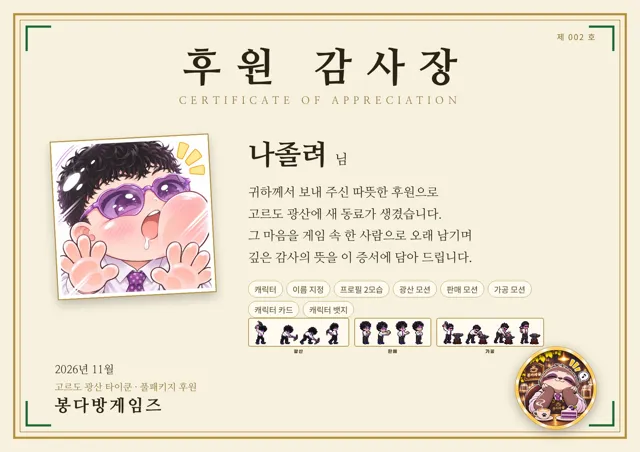 제 002 호
후원 감사장
CERTIFICATE OF APPRECIATION
나졸려 님
귀하께서 보내 주신 따뜻한 후원으로
고르도 광산에 새 동료가 생겼습니다.
그 마음을 게임 속 한 사람으로 오래 남기며
깊은 감사의 뜻을 이 증서에 담아 드립니다.
캐릭터 이름 지정 프로필 2모습 광산 모션 판매 모션 가공 모션
캐릭터 카드 캐릭터 뱃지
광산 판매 가공
2026년 11월
고르도 광산 타이쿤 · 풀패키지 후원
봉다방게임즈